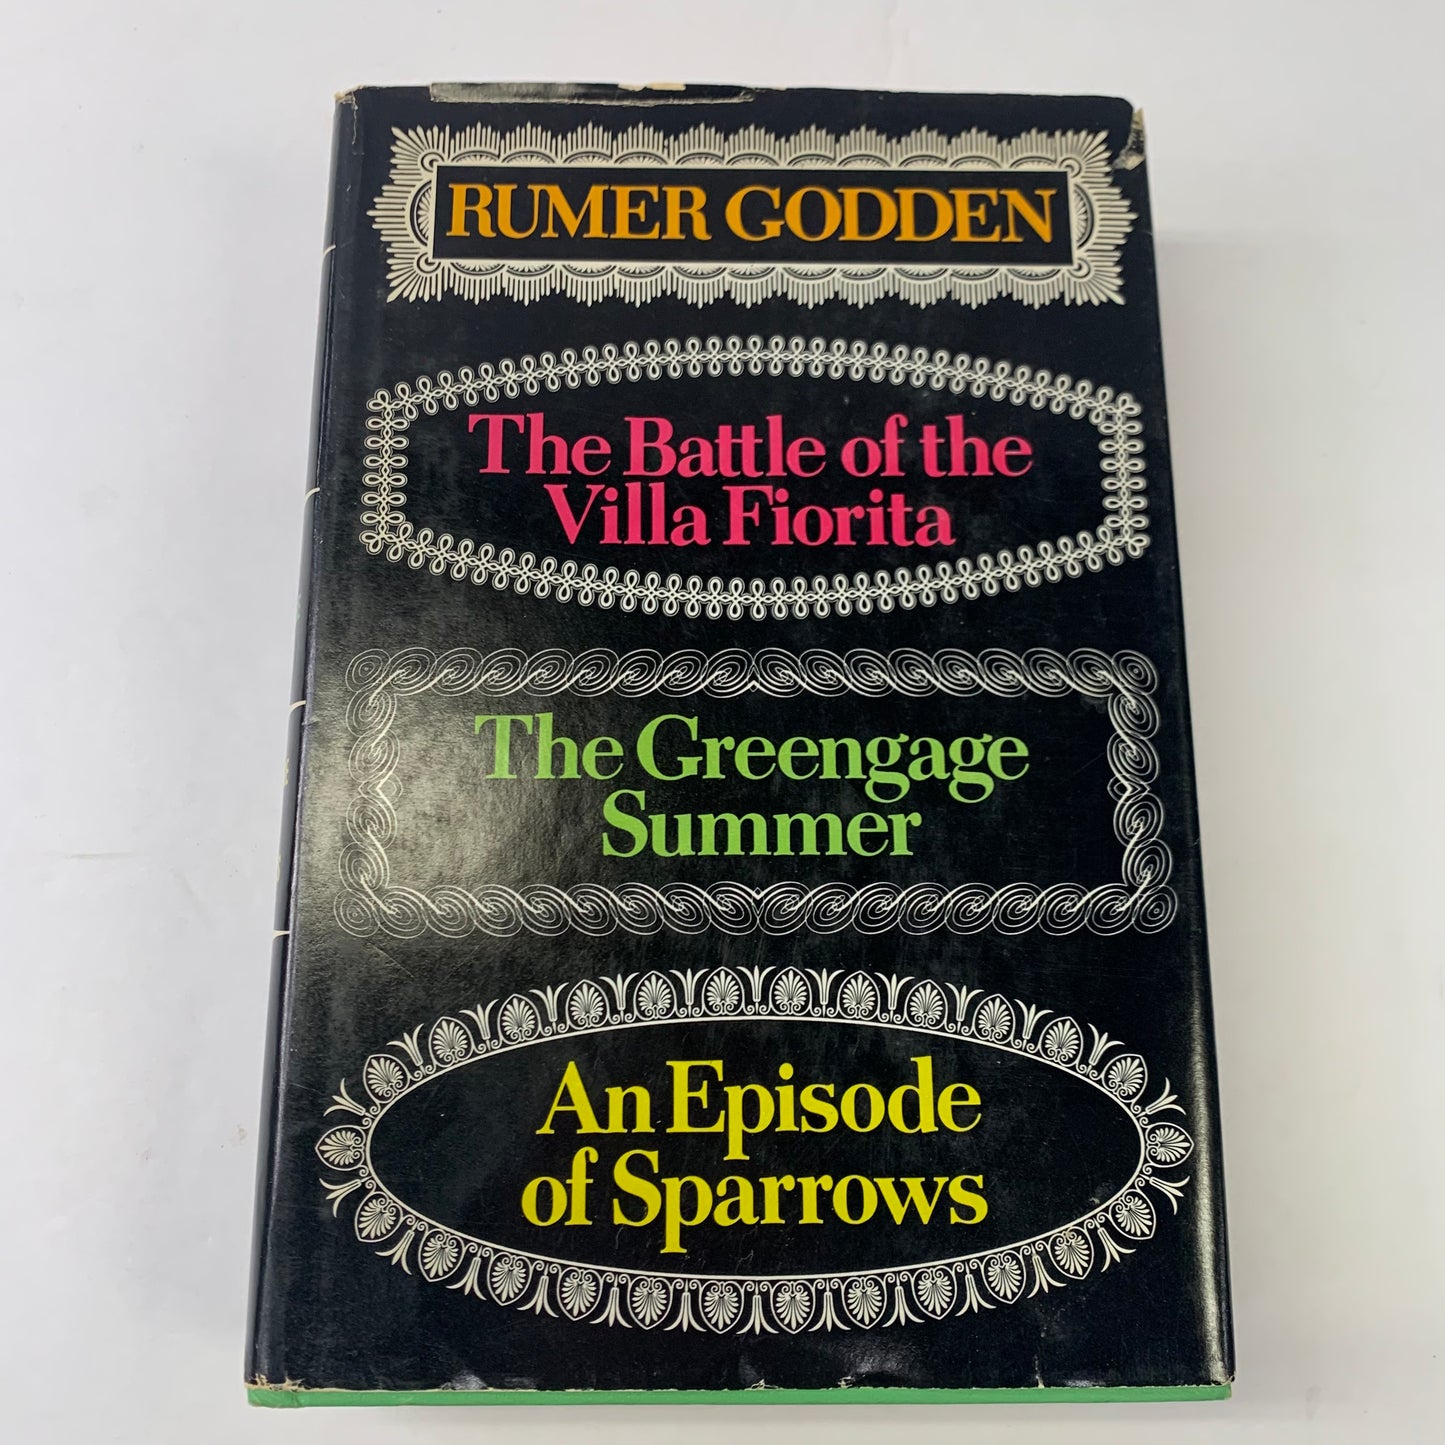 RUMER GODDEN
The Battle of the
Villa Fiorita
The Greengage
Summer
An Episode
of Sparrows